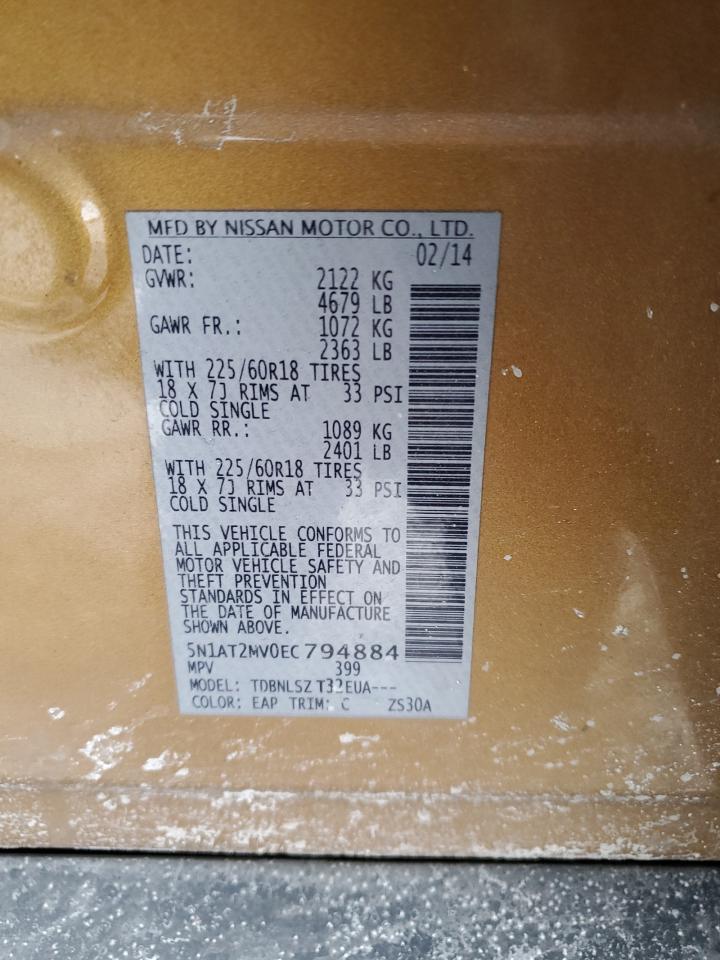 MFD BY NISSAN MOTOR CO., LTD.
DATE: 02/14
GVWR: 2122 KG
4679 LB
GAWR FR.: 1072 KG
2363 LB
WITH 225/60R18 TIRES
18 X 7J RIMS AT 33 PSI
COLD SINGLE
GAWR RR.: 1089 KG
2401 LB
WITH 225/60R18 TIRES
18 X 7J RIMS AT 33 PSI
COLD SINGLE
THIS VEHICLE CONFORMS TO
ALL APPLICABLE FEDERAL
MOTOR VEHICLE SAFETY AND
THEFT PREVENTION
STANDARDS IN EFFECT ON
THE DATE OF MANUFACTURE
SHOWN ABOVE.
5N1AT2MV0EC794884
MPV 399
MODEL: TDBNLSZ T32EUA---
COLOR: EAP TRIM: C ZS30A